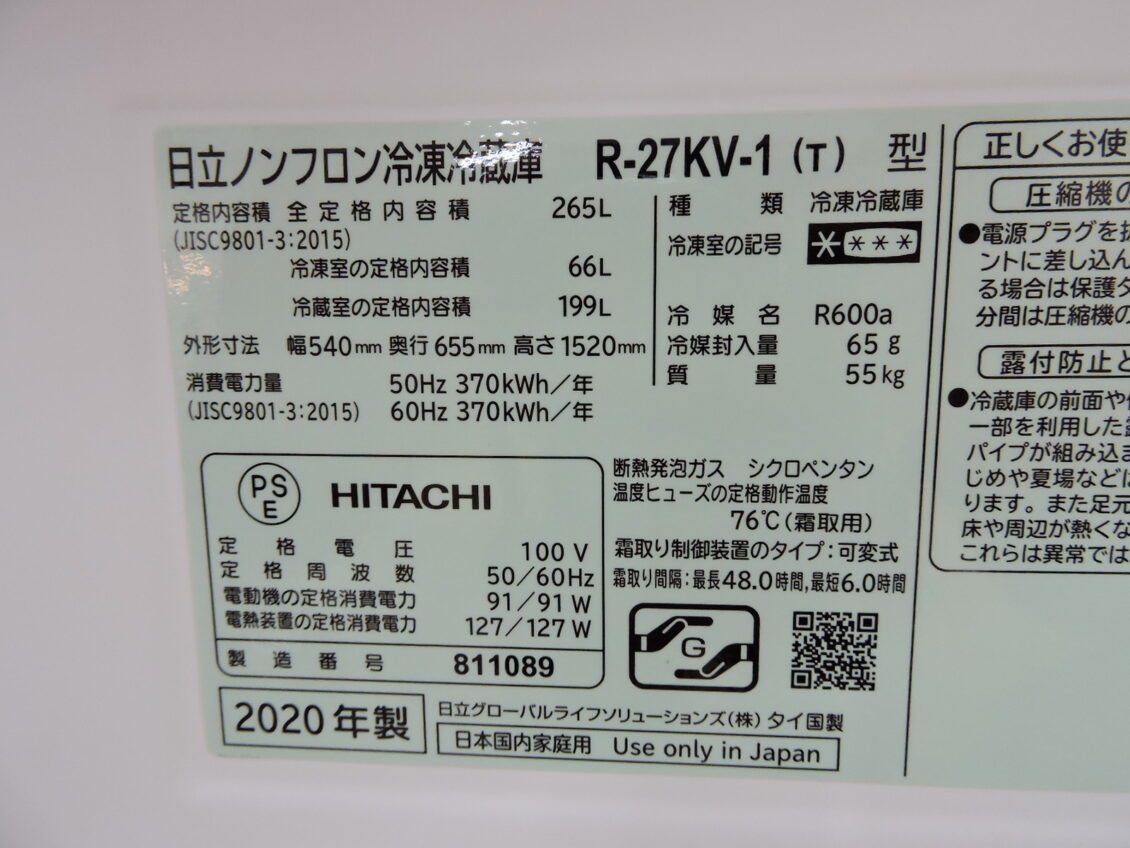 日立ノンフロン冷凍冷蔵庫 R-27KV-1 (T) 型
定格内容積 全定格内容積 265L
(JISC9801-3:2015)
冷凍室の定格内容積 66L
冷蔵室の定格内容積 199L
外形寸法 幅540mm 奥行655mm 高さ1520mm
消費電力量 50Hz 370kWh/年
(JISC9801-3:2015) 60Hz 370kWh/年
種類 冷凍冷蔵庫
冷凍室の記号
冷媒名 R600a
冷媒封入量 65g
質量 55kg
PSE HITACHI
定格電圧 100V
定格周波数 50/60Hz
電動機の定格消費電力 91/91W
電熱装置の定格消費電力 127/127W
製造番号 811089
断熱発泡ガス シクロペンタン
温度ヒューズの定格動作温度
76℃(霜取用)
霜取り制御装置のタイプ:可変式
霜取り間隔:最長48.0時間,最短6.0時間
G
2020年製
日立グローバルライフソリューションズ(株) タイ国製
日本国内家庭用 Use only in Japan
正しくお使
圧縮機の
●電源プラグを抜
ントに差し込ん
る場合は保護タ
分間は圧縮機の
露付防止と
●冷蔵庫の前面や
一部を利用した
パイプが組み込ま
じめや夏場などは
ります。また足元
床や周辺が熱くな
これらは異常では